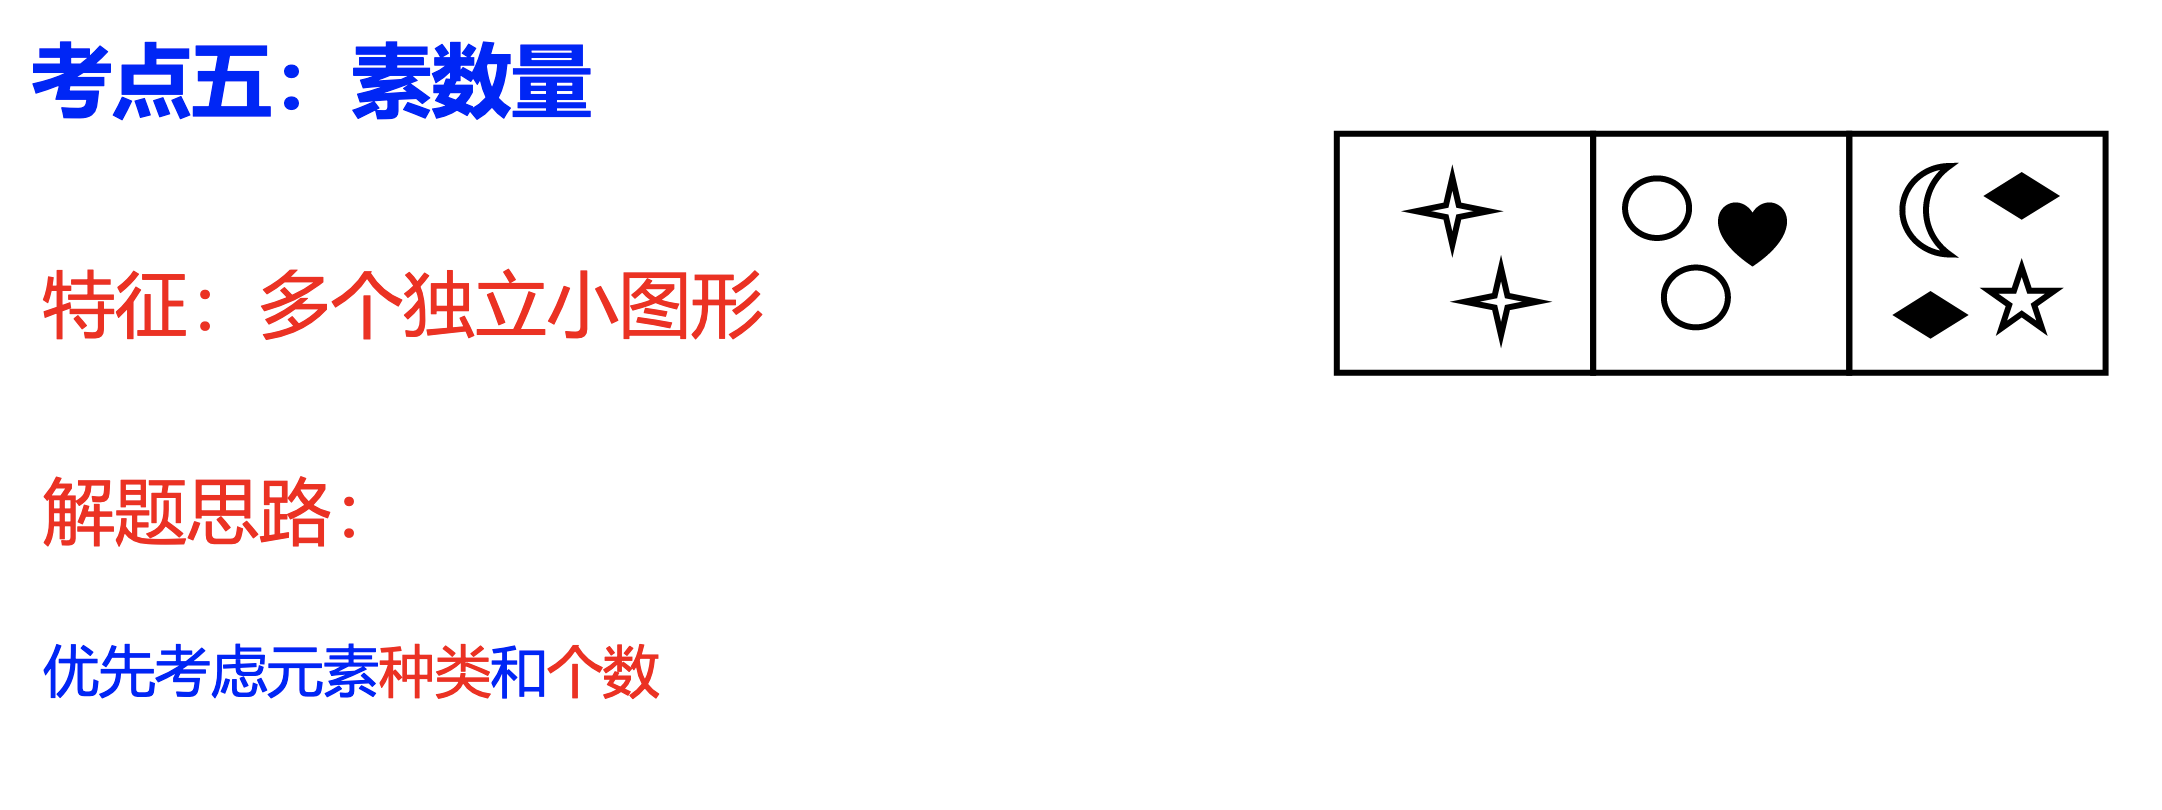 考点五：素数量
特征：多个独立小图形
解题思路：
优先考虑元素种类和个数